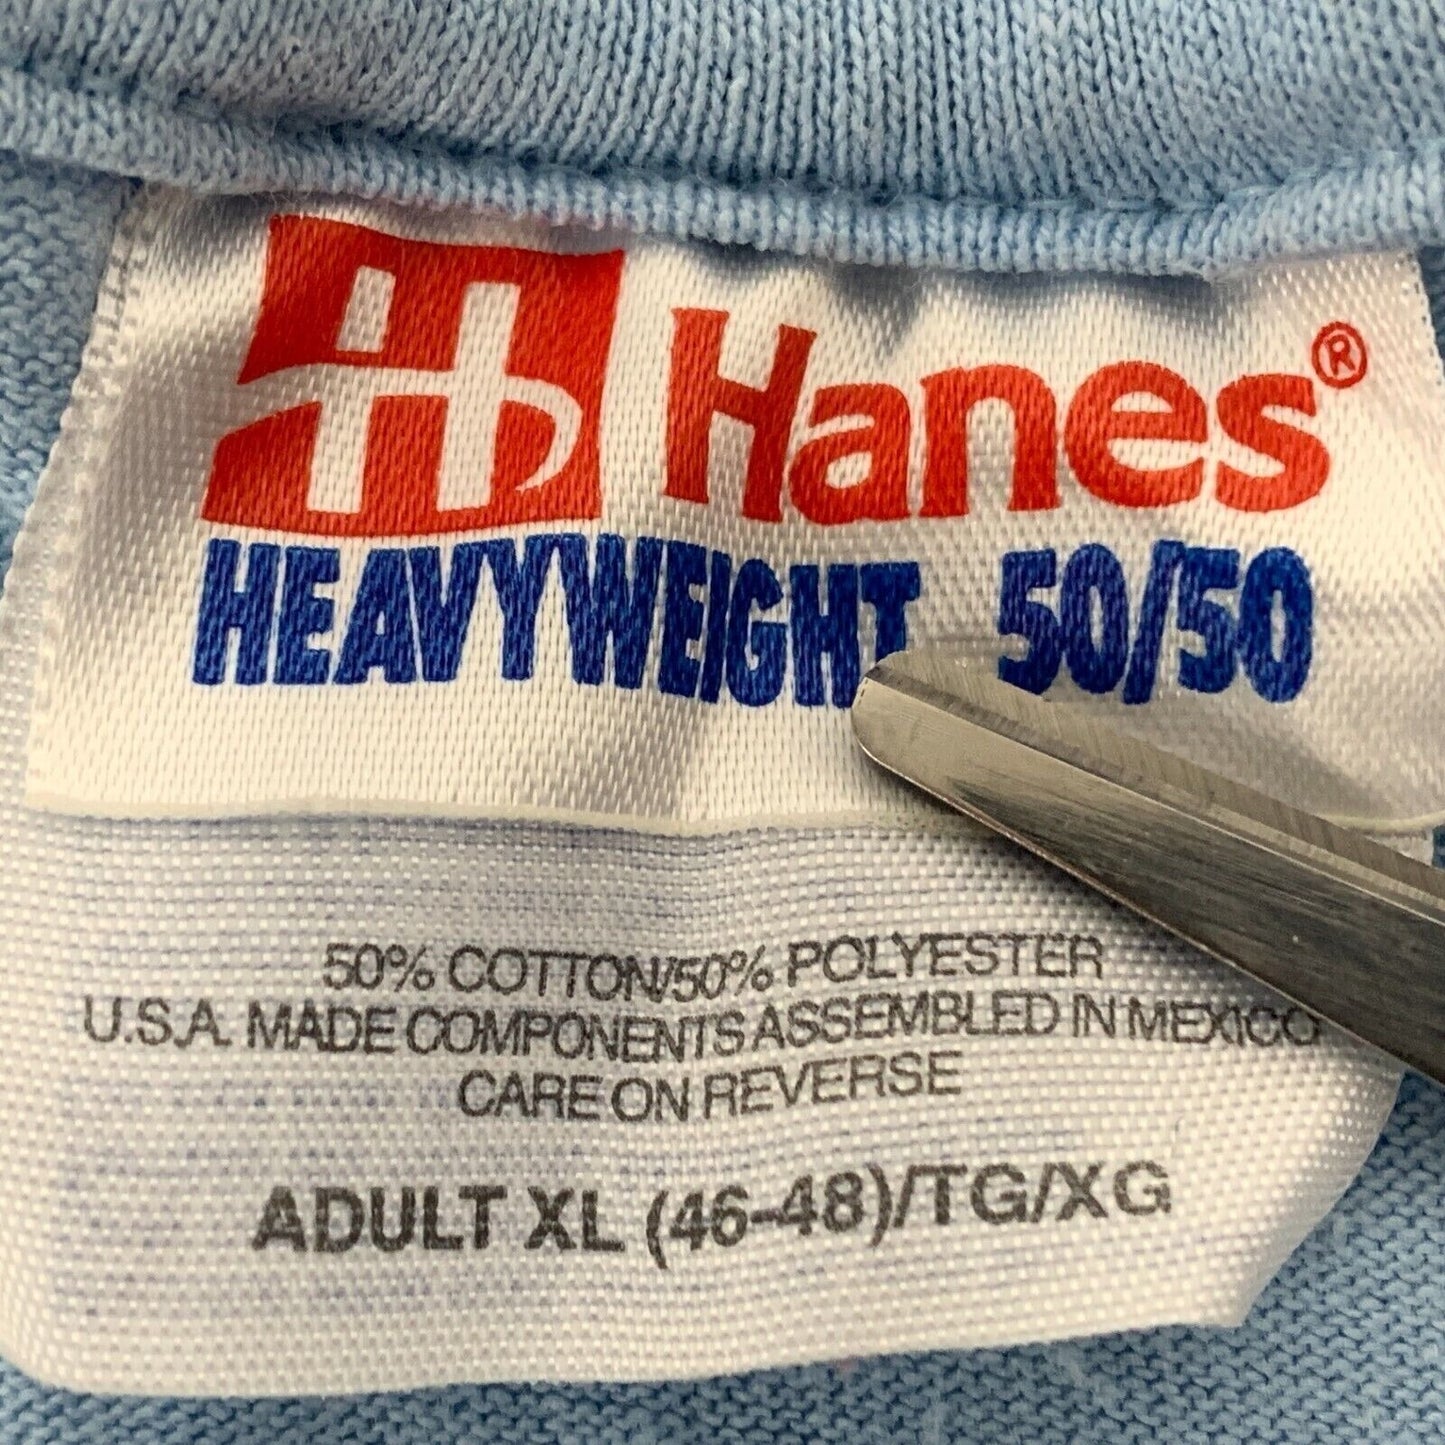 Hanes®
HEAVYWEIGHT 50/50
50% COTTON/50% POLYESTER
U.S.A. MADE COMPONENTS ASSEMBLED IN MEXICO
CARE ON REVERSE
ADULT XL (46-48)/TG/XG